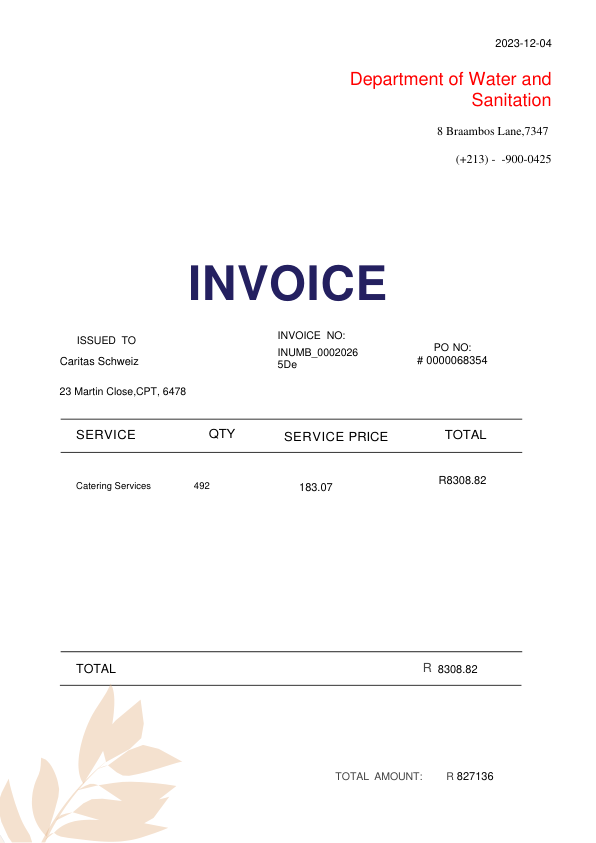 2023-12-04
Department of Water and
Sanitation
8 Braambos Lane,7347
(+213) -  -900-0425
INVOICE
ISSUED TO
Caritas Schweiz
23 Martin Close,CPT, 6478
INVOICE NO:
INUMB_0002026
5De
PO NO:
# 0000068354
SERVICE QTY SERVICE PRICE TOTAL
Catering Services 492 183.07 R8308.82
TOTAL R 8308.82
TOTAL AMOUNT: R 827136